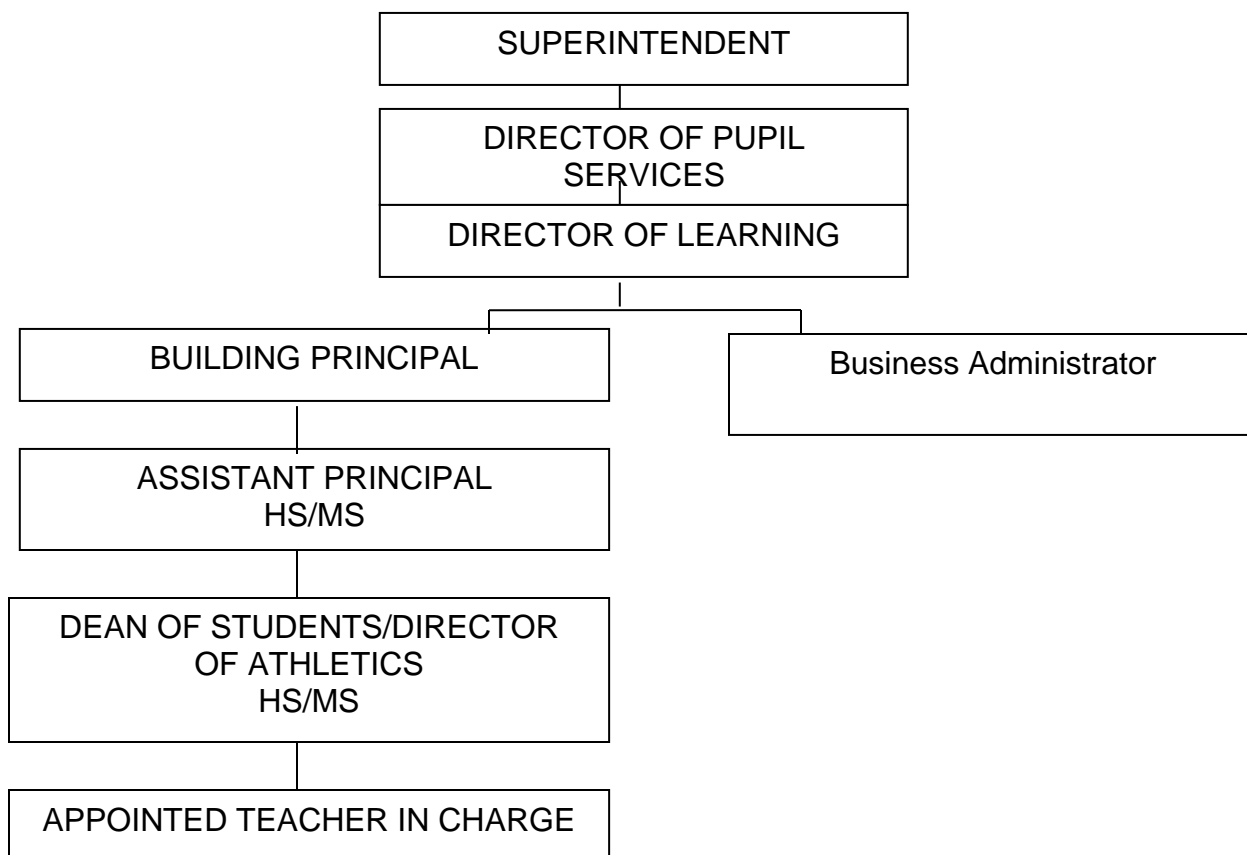 SUPERINTENDENT
DIRECTOR OF PUPIL
SERVICES
DIRECTOR OF LEARNING
BUILDING PRINCIPAL
Business Administrator
ASSISTANT PRINCIPAL
HS/MS
DEAN OF STUDENTS/DIRECTOR
OF ATHLETICS
HS/MS
APPOINTED TEACHER IN CHARGE